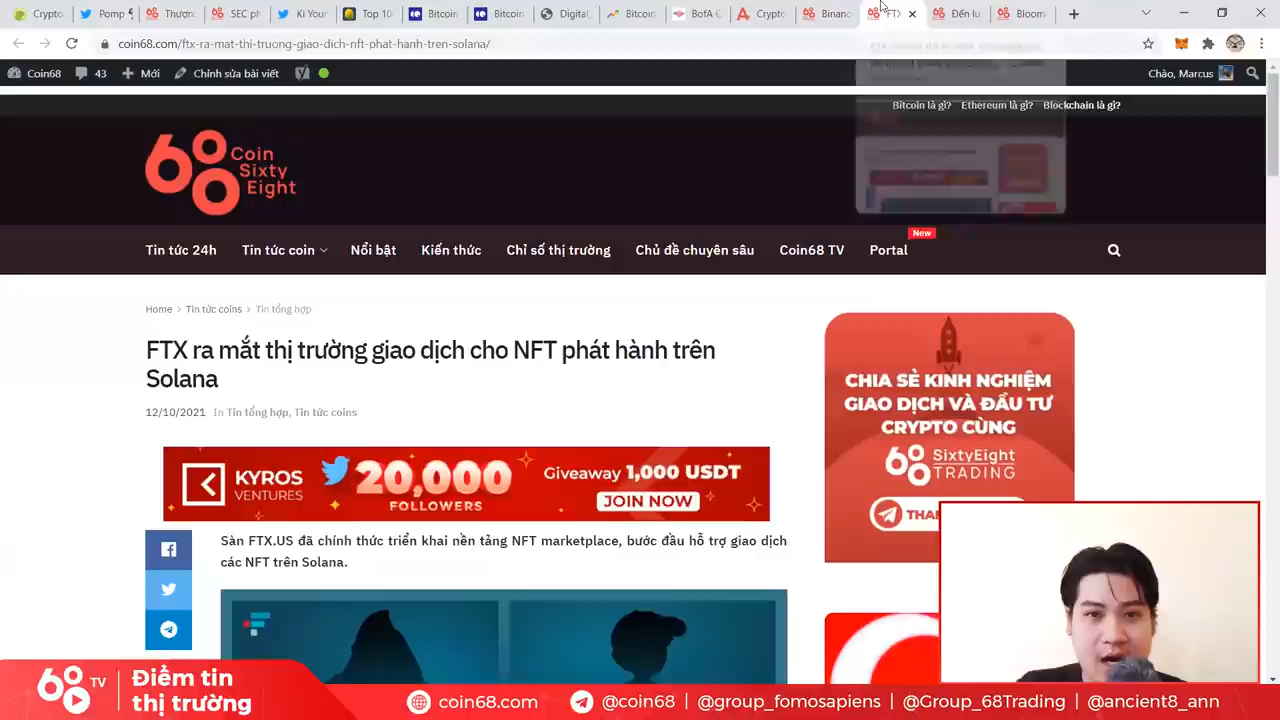 Crypto
Pomp
Thượn
SEC ph
Ki Your
Top 10
Bitcoin
Bitcoin
Digital
Bitcoin
BofA C
Crypto
Binanc
FTX
Đến lu
Bloom
coin68.com/ftx-ra-mat-thi-truong-giao-dich-nft-phat-hanh-tren-solana/
Coin68
43
Mới
Chỉnh sửa bài viết
Chào, Marcus
Bitcoin là gì?
Ethereum là gì?
Blockchain là gì?
68 Coin
Sixty
Eight
New
Tin tức 24h
Tin tức coin
Nổi bật
Kiến thức
Chỉ số thị trường
Chủ đề chuyên sâu
Coin68 TV
Portal
Home > Tin tức coins > Tin tổng hợp
FTX ra mắt thị trường giao dịch cho NFT phát hành trên
Solana
12/10/2021 In Tin tổng hợp, Tin tức coins
KYROS
VENTURES
20,000
FOLLOWERS
Giveaway 1,000 USDT
JOIN NOW
Sàn FTX.US đã chính thức triển khai nền tảng NFT marketplace, bước đầu hỗ trợ giao dịch
các NFT trên Solana.
CHIA SẺ KINH NGHIỆM
GIAO DỊCH VÀ ĐẦU TƯ
CRYPTO CÙNG
68 SixtyEight
TRADING
68 TV
Điểm tin
thị trường
coin68.com
@coin68 | @group_fomosapiens | @Group_68Trading | @ancient8_ann